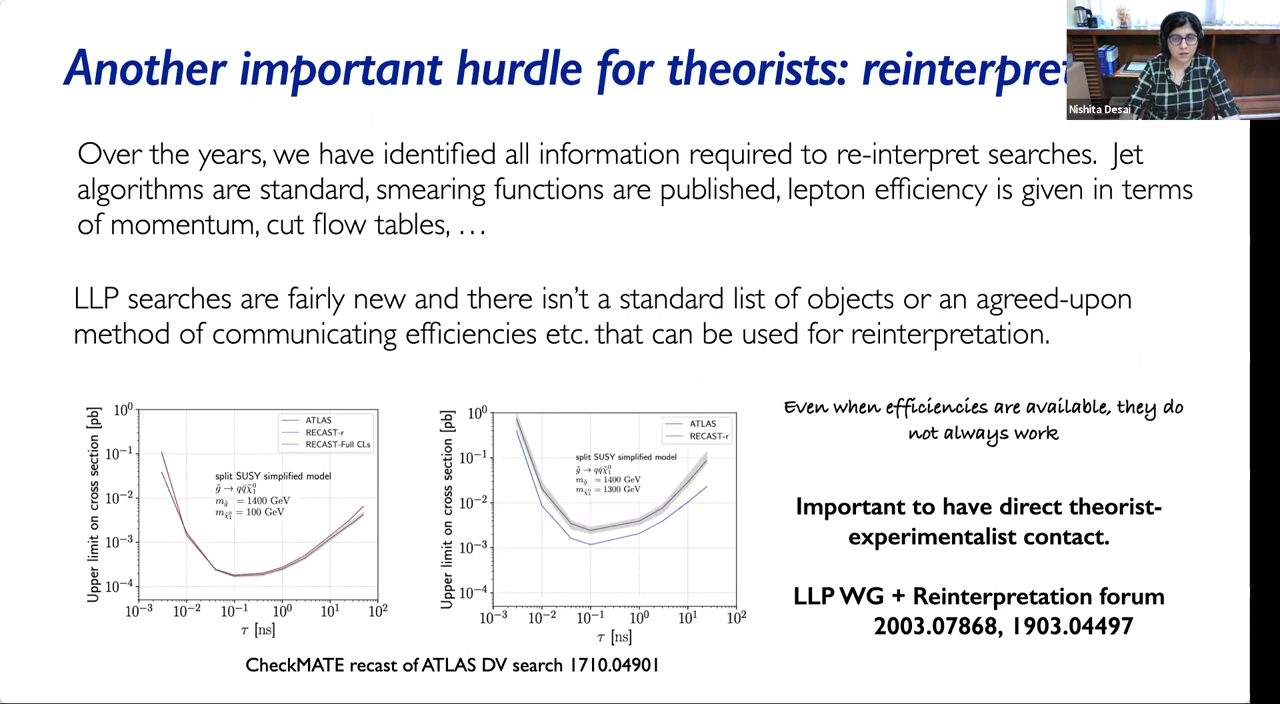 Another important hurdle for theorists: reinterpret
Nishita Desai
Over the years, we have identified all information required to re-interpret searches. Jet
algorithms are standard, smearing functions are published, lepton efficiency is given in terms
of momentum, cut flow tables, …
LLP searches are fairly new and there isn't a standard list of objects or an agreed-upon
method of communicating efficiencies etc. that can be used for reinterpretation.
Upper limit on cross section [pb]
10⁰
10⁻¹
10⁻²
10⁻³
10⁻⁴
ATLAS
RECAST-r
RECAST-Full CLs
split SUSY simplified model
g̃ → qq̄χ̃₁⁰
m_g̃ = 1400 GeV
m_χ̃₁⁰ = 100 GeV
10⁻³ 10⁻² 10⁻¹ 10⁰ 10¹ 10²
τ [ns]
Upper limit on cross section [pb]
10⁰
10⁻¹
10⁻²
10⁻³
10⁻⁴
ATLAS
RECAST-r
split SUSY simplified model
g̃ → qq̄χ̃₁⁰
m_g̃ = 1400 GeV
m_χ̃₁⁰ = 1300 GeV
10⁻³ 10⁻² 10⁻¹ 10⁰ 10¹ 10²
τ [ns]
CheckMATE recast of ATLAS DV search 1710.04901
Even when efficiencies are available, they do
not always work
Important to have direct theorist-
experimentalist contact.
LLP WG + Reinterpretation forum
2003.07868, 1903.04497